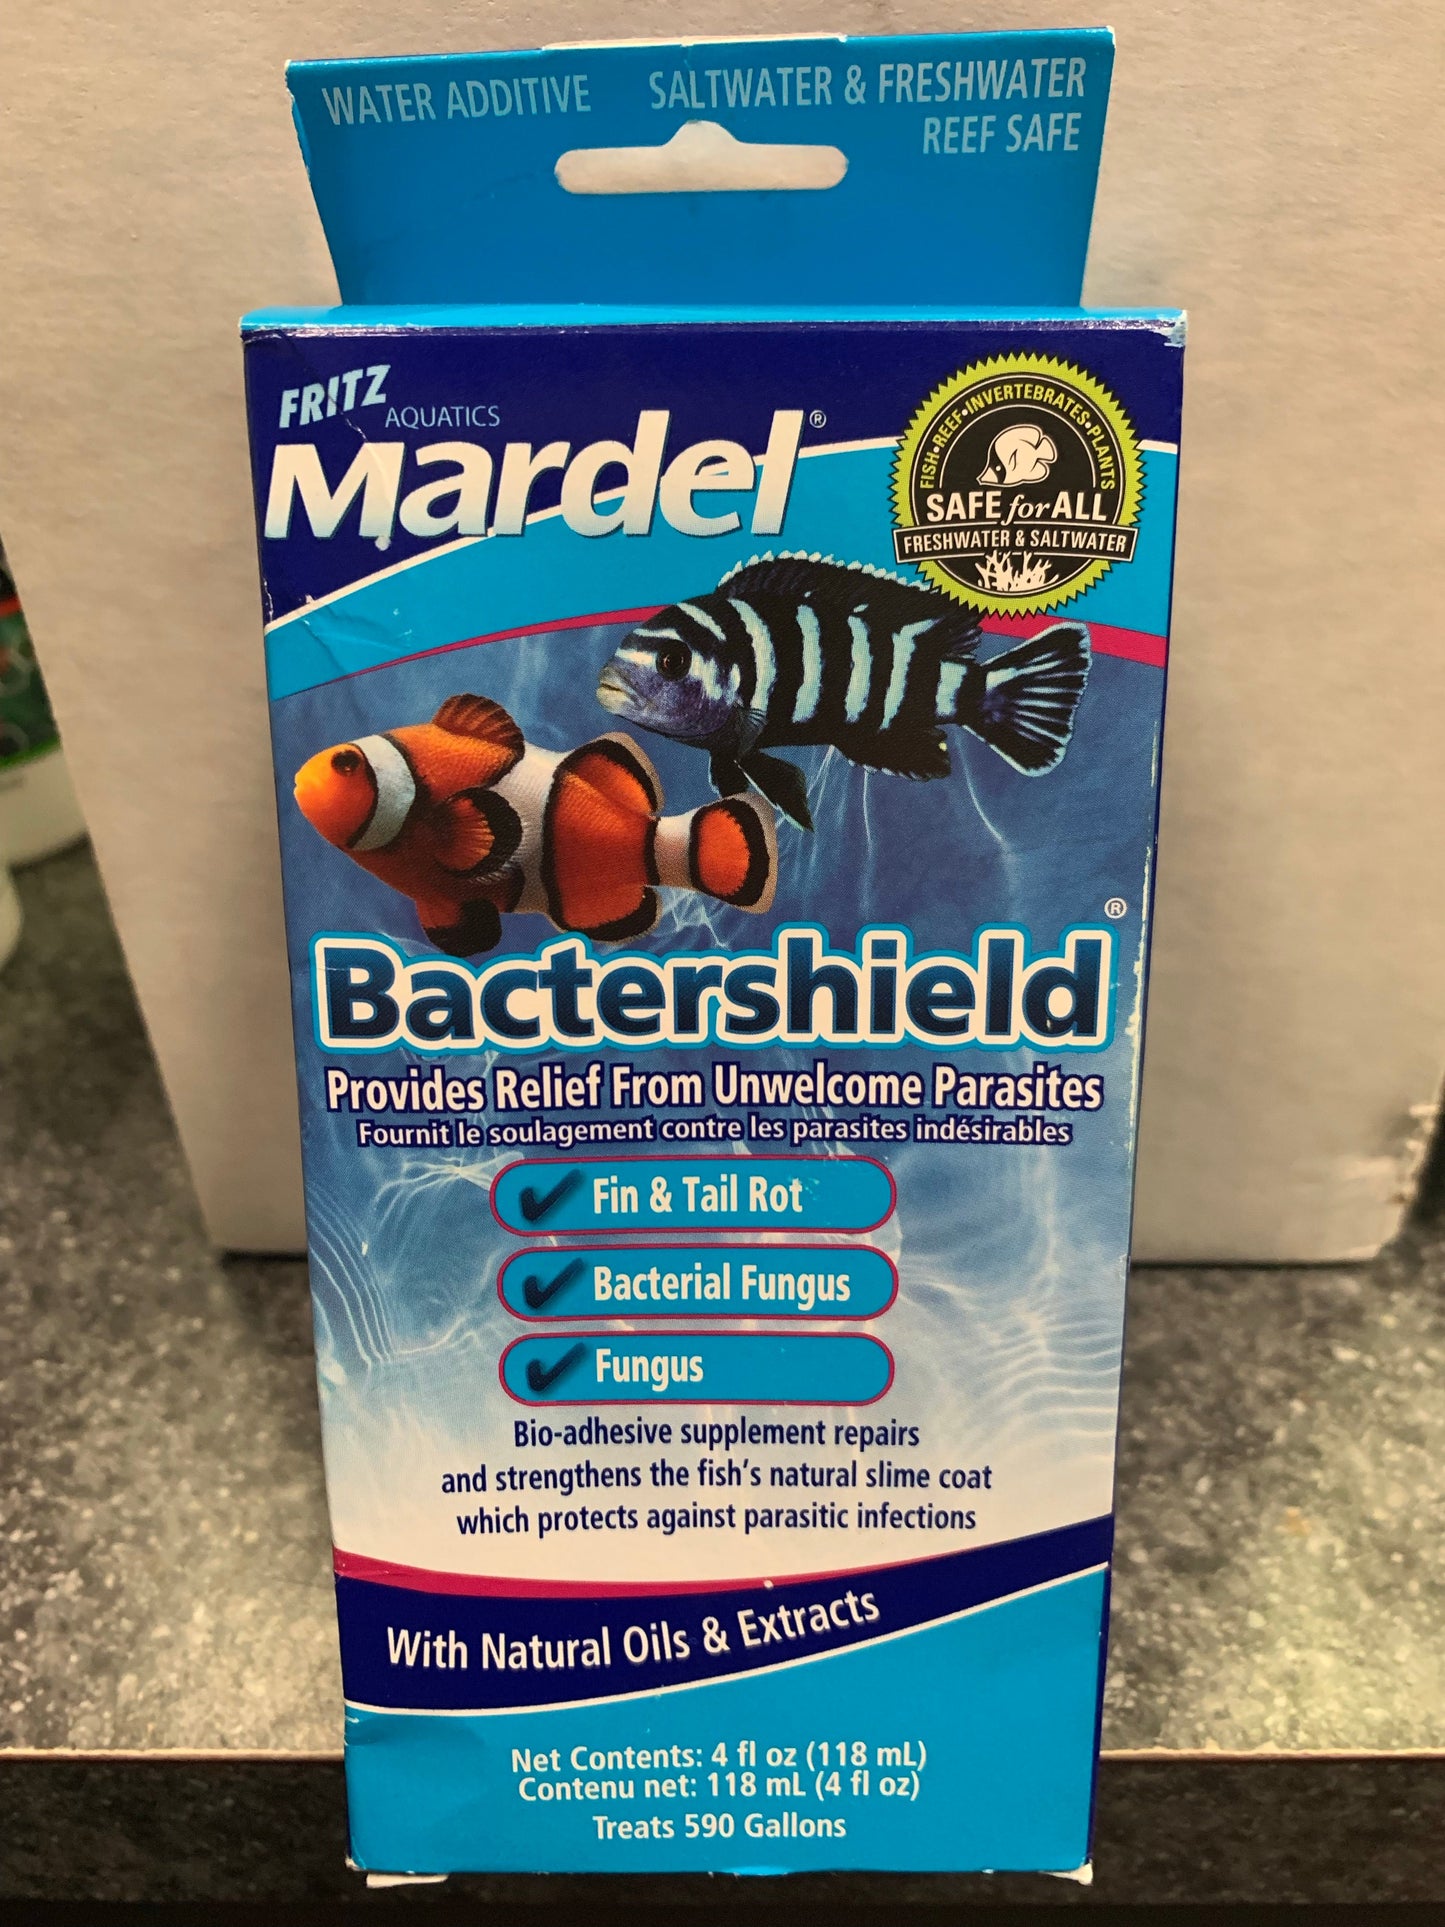 WATER ADDITIVE SALTWATER & FRESHWATER
REEF SAFE
FRITZ
AQUATICS
Mardel®
FISH•REEF•INVERTEBRATES•PLANTS
SAFE for ALL
FRESHWATER & SALTWATER
Bactershield®
Provides Relief From Unwelcome Parasites
Fournit le soulagement contre les parasites indésirables
Fin & Tail Rot
Bacterial Fungus
Fungus
Bio-adhesive supplement repairs
and strengthens the fish's natural slime coat
which protects against parasitic infections
With Natural Oils & Extracts
Net Contents: 4 fl oz (118 mL)
Contenu net: 118 mL (4 fl oz)
Treats 590 Gallons